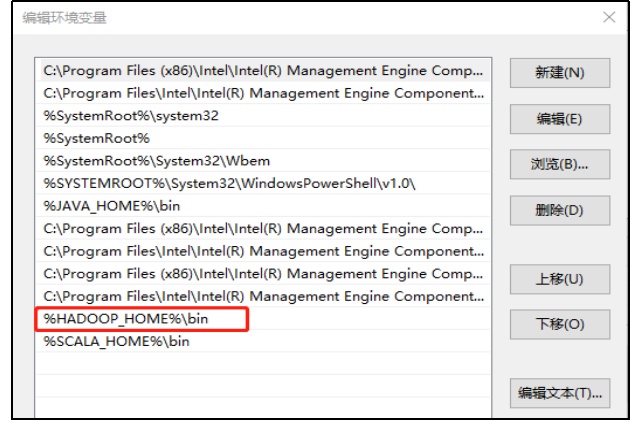 编辑环境变量
C:\Program Files (x86)\Intel\Intel(R) Management Engine Comp...
C:\Program Files\Intel\Intel(R) Management Engine Component...
%SystemRoot%\system32
%SystemRoot%
%SystemRoot%\System32\Wbem
%SYSTEMROOT%\System32\WindowsPowerShell\v1.0\
%JAVA_HOME%\bin
C:\Program Files (x86)\Intel\Intel(R) Management Engine Comp...
C:\Program Files\Intel\Intel(R) Management Engine Component...
C:\Program Files (x86)\Intel\Intel(R) Management Engine Comp...
C:\Program Files\Intel\Intel(R) Management Engine Component...
%HADOOP_HOME%\bin
%SCALA_HOME%\bin
新建(N)
编辑(E)
浏览(B)...
删除(D)
上移(U)
下移(O)
编辑文本(T)...